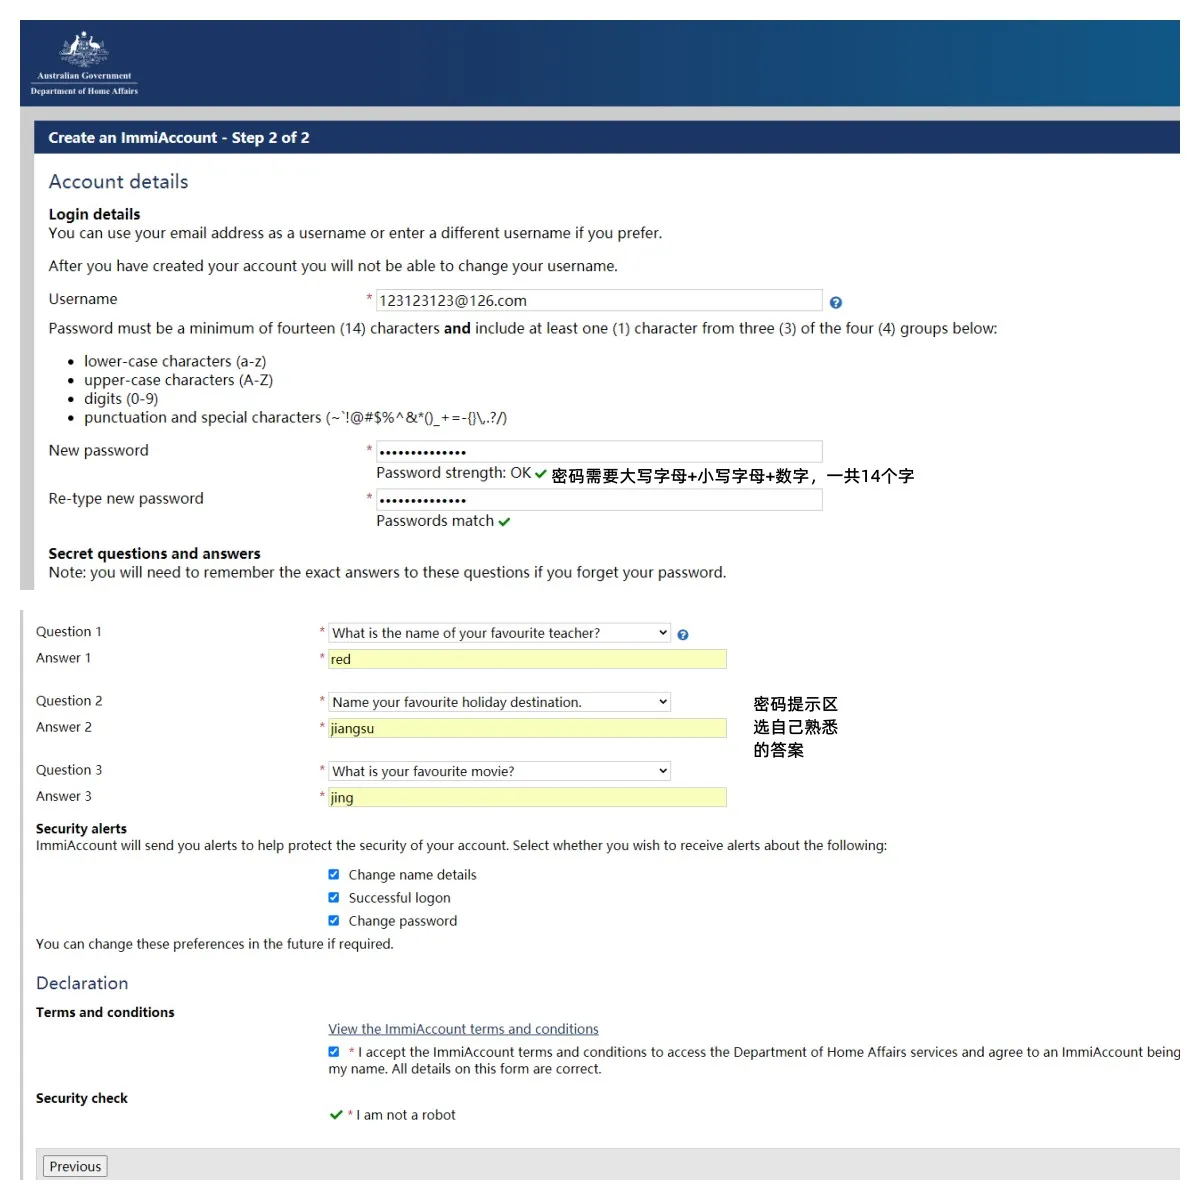 Australian Government
Department of Home Affairs
Create an ImmiAccount - Step 2 of 2
Account details
Login details
You can use your email address as a username or enter a different username if you prefer.
After you have created your account you will not be able to change your username.
Username * 123123123@126.com
Password must be a minimum of fourteen (14) characters and include at least one (1) character from three (3) of the four (4) groups below:
• lower-case characters (a-z)
• upper-case characters (A-Z)
• digits (0-9)
• punctuation and special characters (~`!@#$%^&*()_+=-{}\,.?/)
New password * ••••••••••••••
Password strength: OK 密码需要大写字母+小写字母+数字，一共14个字
Re-type new password * ••••••••••••••
Passwords match
Secret questions and answers
Note: you will need to remember the exact answers to these questions if you forget your password.
Question 1 * What is the name of your favourite teacher?
Answer 1 * red
Question 2 * Name your favourite holiday destination.
密码提示区
Answer 2 * jiangsu
选自己熟悉
的答案
Question 3 * What is your favourite movie?
Answer 3 * jing
Security alerts
ImmiAccount will send you alerts to help protect the security of your account. Select whether you wish to receive alerts about the following:
Change name details
Successful logon
Change password
You can change these preferences in the future if required.
Declaration
Terms and conditions
View the ImmiAccount terms and conditions
* I accept the ImmiAccount terms and conditions to access the Department of Home Affairs services and agree to an ImmiAccount being
my name. All details on this form are correct.
Security check
* I am not a robot
Previous